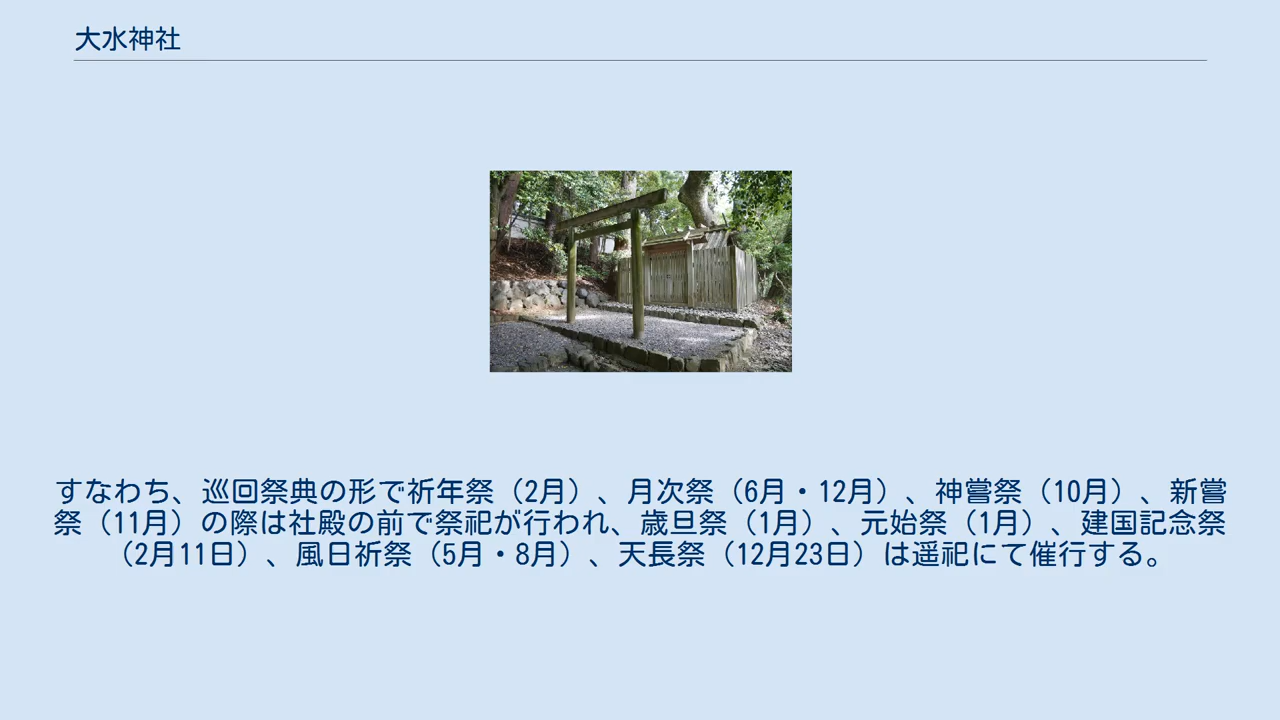 大水神社
すなわち、巡回祭典の形で祈年祭（2月）、月次祭（6月・12月）、神嘗祭（10月）、新嘗
祭（11月）の際は社殿の前で祭祀が行われ、歳旦祭（1月）、元始祭（1月）、建国記念祭
（2月11日）、風日祈祭（5月・8月）、天長祭（12月23日）は遥祀にて催行する。